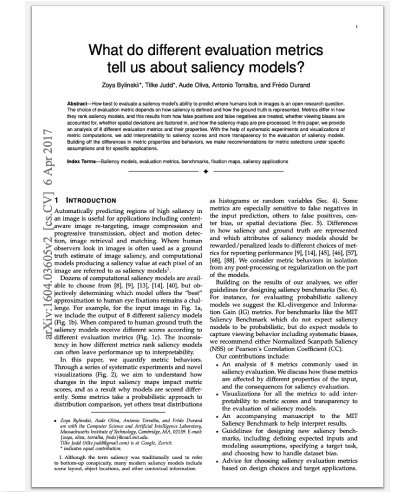 1
What do different evaluation metrics
tell us about saliency models?
Zoya Bylinskii*, Tilke Judd*, Aude Oliva, Antonio Torralba, and Frédo Durand
Abstract—How best to evaluate a saliency model's ability to predict where humans look in images is an open research question.
The choice of evaluation metric depends on how saliency is defined and how the ground truth is represented. Metrics differ in how
they rank saliency models, and this results from how false positives and false negatives are treated, whether viewing biases are
accounted for, whether spatial deviations are factored in, and how the saliency maps are pre-processed. In this paper, we provide
an analysis of 8 different evaluation metrics and their properties. With the help of systematic experiments and visualizations of
metric computations, we add interpretability to saliency scores and more transparency to the evaluation of saliency models.
Building off the differences in metric properties and behaviors, we make recommendations for metric selections under specific
assumptions and for specific applications.
Index Terms—Saliency models, evaluation metrics, benchmarks, fixation maps, saliency applications
arXiv:1604.03605v2 [cs.CV] 6 Apr 2017
1 INTRODUCTION
Automatically predicting regions of high saliency in
an image is useful for applications including content-
aware image re-targeting, image compression and
progressive transmission, object and motion detec-
tion, image retrieval and matching. Where human
observers look in images is often used as a ground
truth estimate of image saliency, and computational
models producing a saliency value at each pixel of an
image are referred to as saliency models¹.
Dozens of computational saliency models are avail-
able to choose from [8], [9], [13], [14], [40], but ob-
jectively determining which model offers the "best"
approximation to human eye fixations remains a chal-
lenge. For example, for the input image in Fig. 1a,
we include the output of 8 different saliency models
(Fig. 1b). When compared to human ground truth the
saliency models receive different scores according to
different evaluation metrics (Fig. 1c). The inconsis-
tency in how different metrics rank saliency models
can often leave performance up to interpretability.
In this paper, we quantify metric behaviors.
Through a series of systematic experiments and novel
visualizations (Fig. 2), we aim to understand how
changes in the input saliency maps impact metric
scores, and as a result why models are scored differ-
ently. Some metrics take a probabilistic approach to
distribution comparison, yet others treat distributions
• Zoya Bylinskii, Aude Oliva, Antonio Torralba, and Frédo Durand
are with the Computer Science and Artificial Intelligence Laboratory,
Massachusetts Institute of Technology, Cambridge, MA, 02139. E-mail:
{zoya, oliva, torralba, fredo}@csail.mit.edu.
Tilke Judd (tilke.judd@gmail.com) is at Google, Zurich.
* indicates equal contribution.
1. Although the term saliency was traditionally used to refer
to bottom-up conspicuity, many modern saliency models include
scene layout, object locations, and other contextual information.
as histograms or random variables (Sec. 4). Some
metrics are especially sensitive to false negatives in
the input prediction, others to false positives, cen-
ter bias, or spatial deviations (Sec. 5). Differences
in how saliency and ground truth are represented
and which attributes of saliency models should be
rewarded/penalized leads to different choices of met-
rics for reporting performance [9], [14], [45], [46], [57],
[68], [88]. We consider metric behaviors in isolation
from any post-processing or regularization on the part
of the models.
Building on the results of our analyses, we offer
guidelines for designing saliency benchmarks (Sec. 6).
For instance, for evaluating probabilistic saliency
models we suggest the KL-divergence and Informa-
tion Gain (IG) metrics. For benchmarks like the MIT
Saliency Benchmark which do not expect saliency
models to be probabilistic, but do expect models to
capture viewing behavior including systematic biases,
we recommend either Normalized Scanpath Saliency
(NSS) or Pearson's Correlation Coefficient (CC).
Our contributions include:
• An analysis of 8 metrics commonly used in
saliency evaluation. We discuss how these metrics
are affected by different properties of the input,
and the consequences for saliency evaluation.
• Visualizations for all the metrics to add inter-
pretability to metric scores and transparency to
the evaluation of saliency models.
• An accompanying manuscript to the MIT
Saliency Benchmark to help interpret results.
• Guidelines for designing new saliency bench-
marks, including defining expected inputs and
modeling assumptions, specifying a target task,
and choosing how to handle dataset bias.
• Advice for choosing saliency evaluation metrics
based on design choices and target applications.